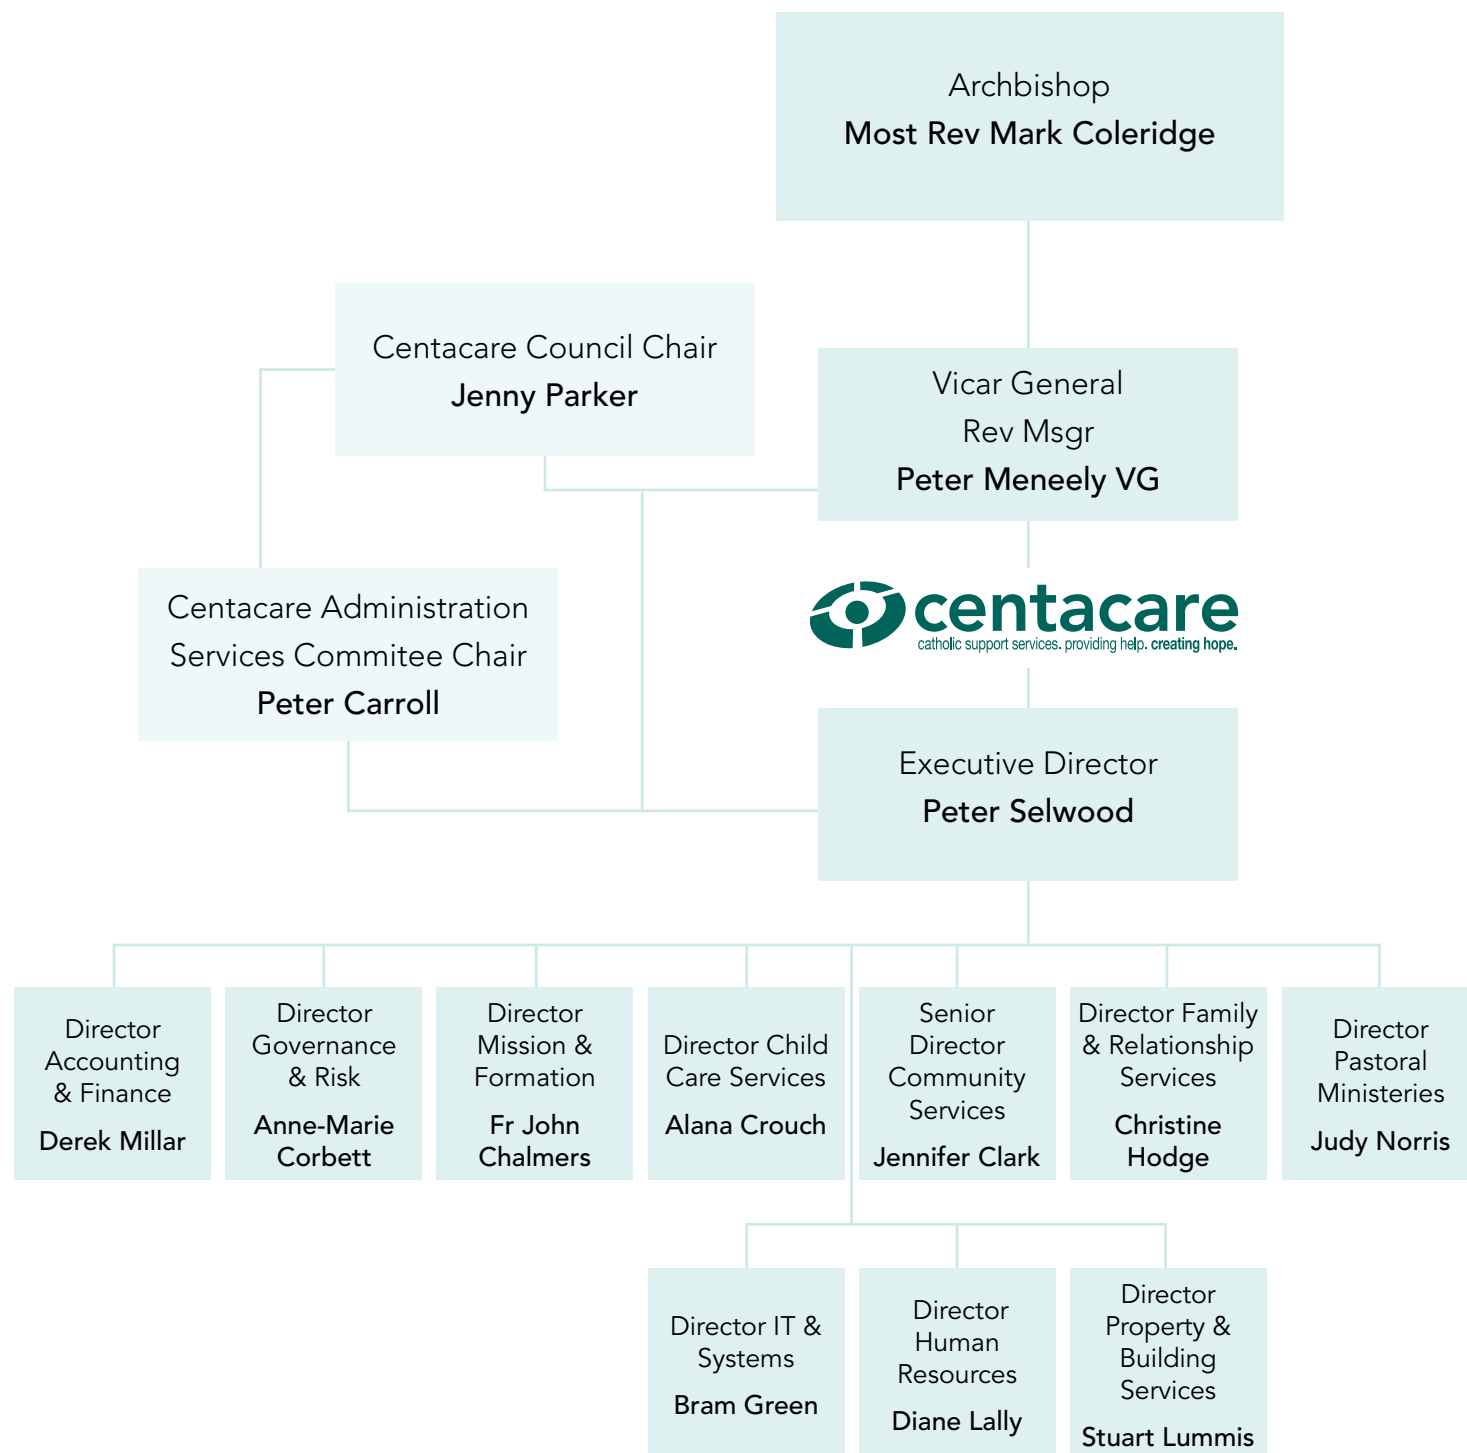 Archbishop
Most Rev Mark Coleridge
Centacare Council Chair
Jenny Parker
Vicar General
Rev Msgr
Peter Meneely VG
Centacare Administration
Services Commitee Chair
Peter Carroll
centacare
catholic support services. providing help. creating hope.
Executive Director
Peter Selwood
Director
Accounting
& Finance
Derek Millar
Director
Governance
& Risk
Anne-Marie
Corbett
Director
Mission &
Formation
Fr John
Chalmers
Director Child
Care Services
Alana Crouch
Senior
Director
Community
Services
Jennifer Clark
Director Family
& Relationship
Services
Christine
Hodge
Director
Pastoral
Ministeries
Judy Norris
Director IT &
Systems
Bram Green
Director
Human
Resources
Diane Lally
Director
Property &
Building
Services
Stuart Lummis